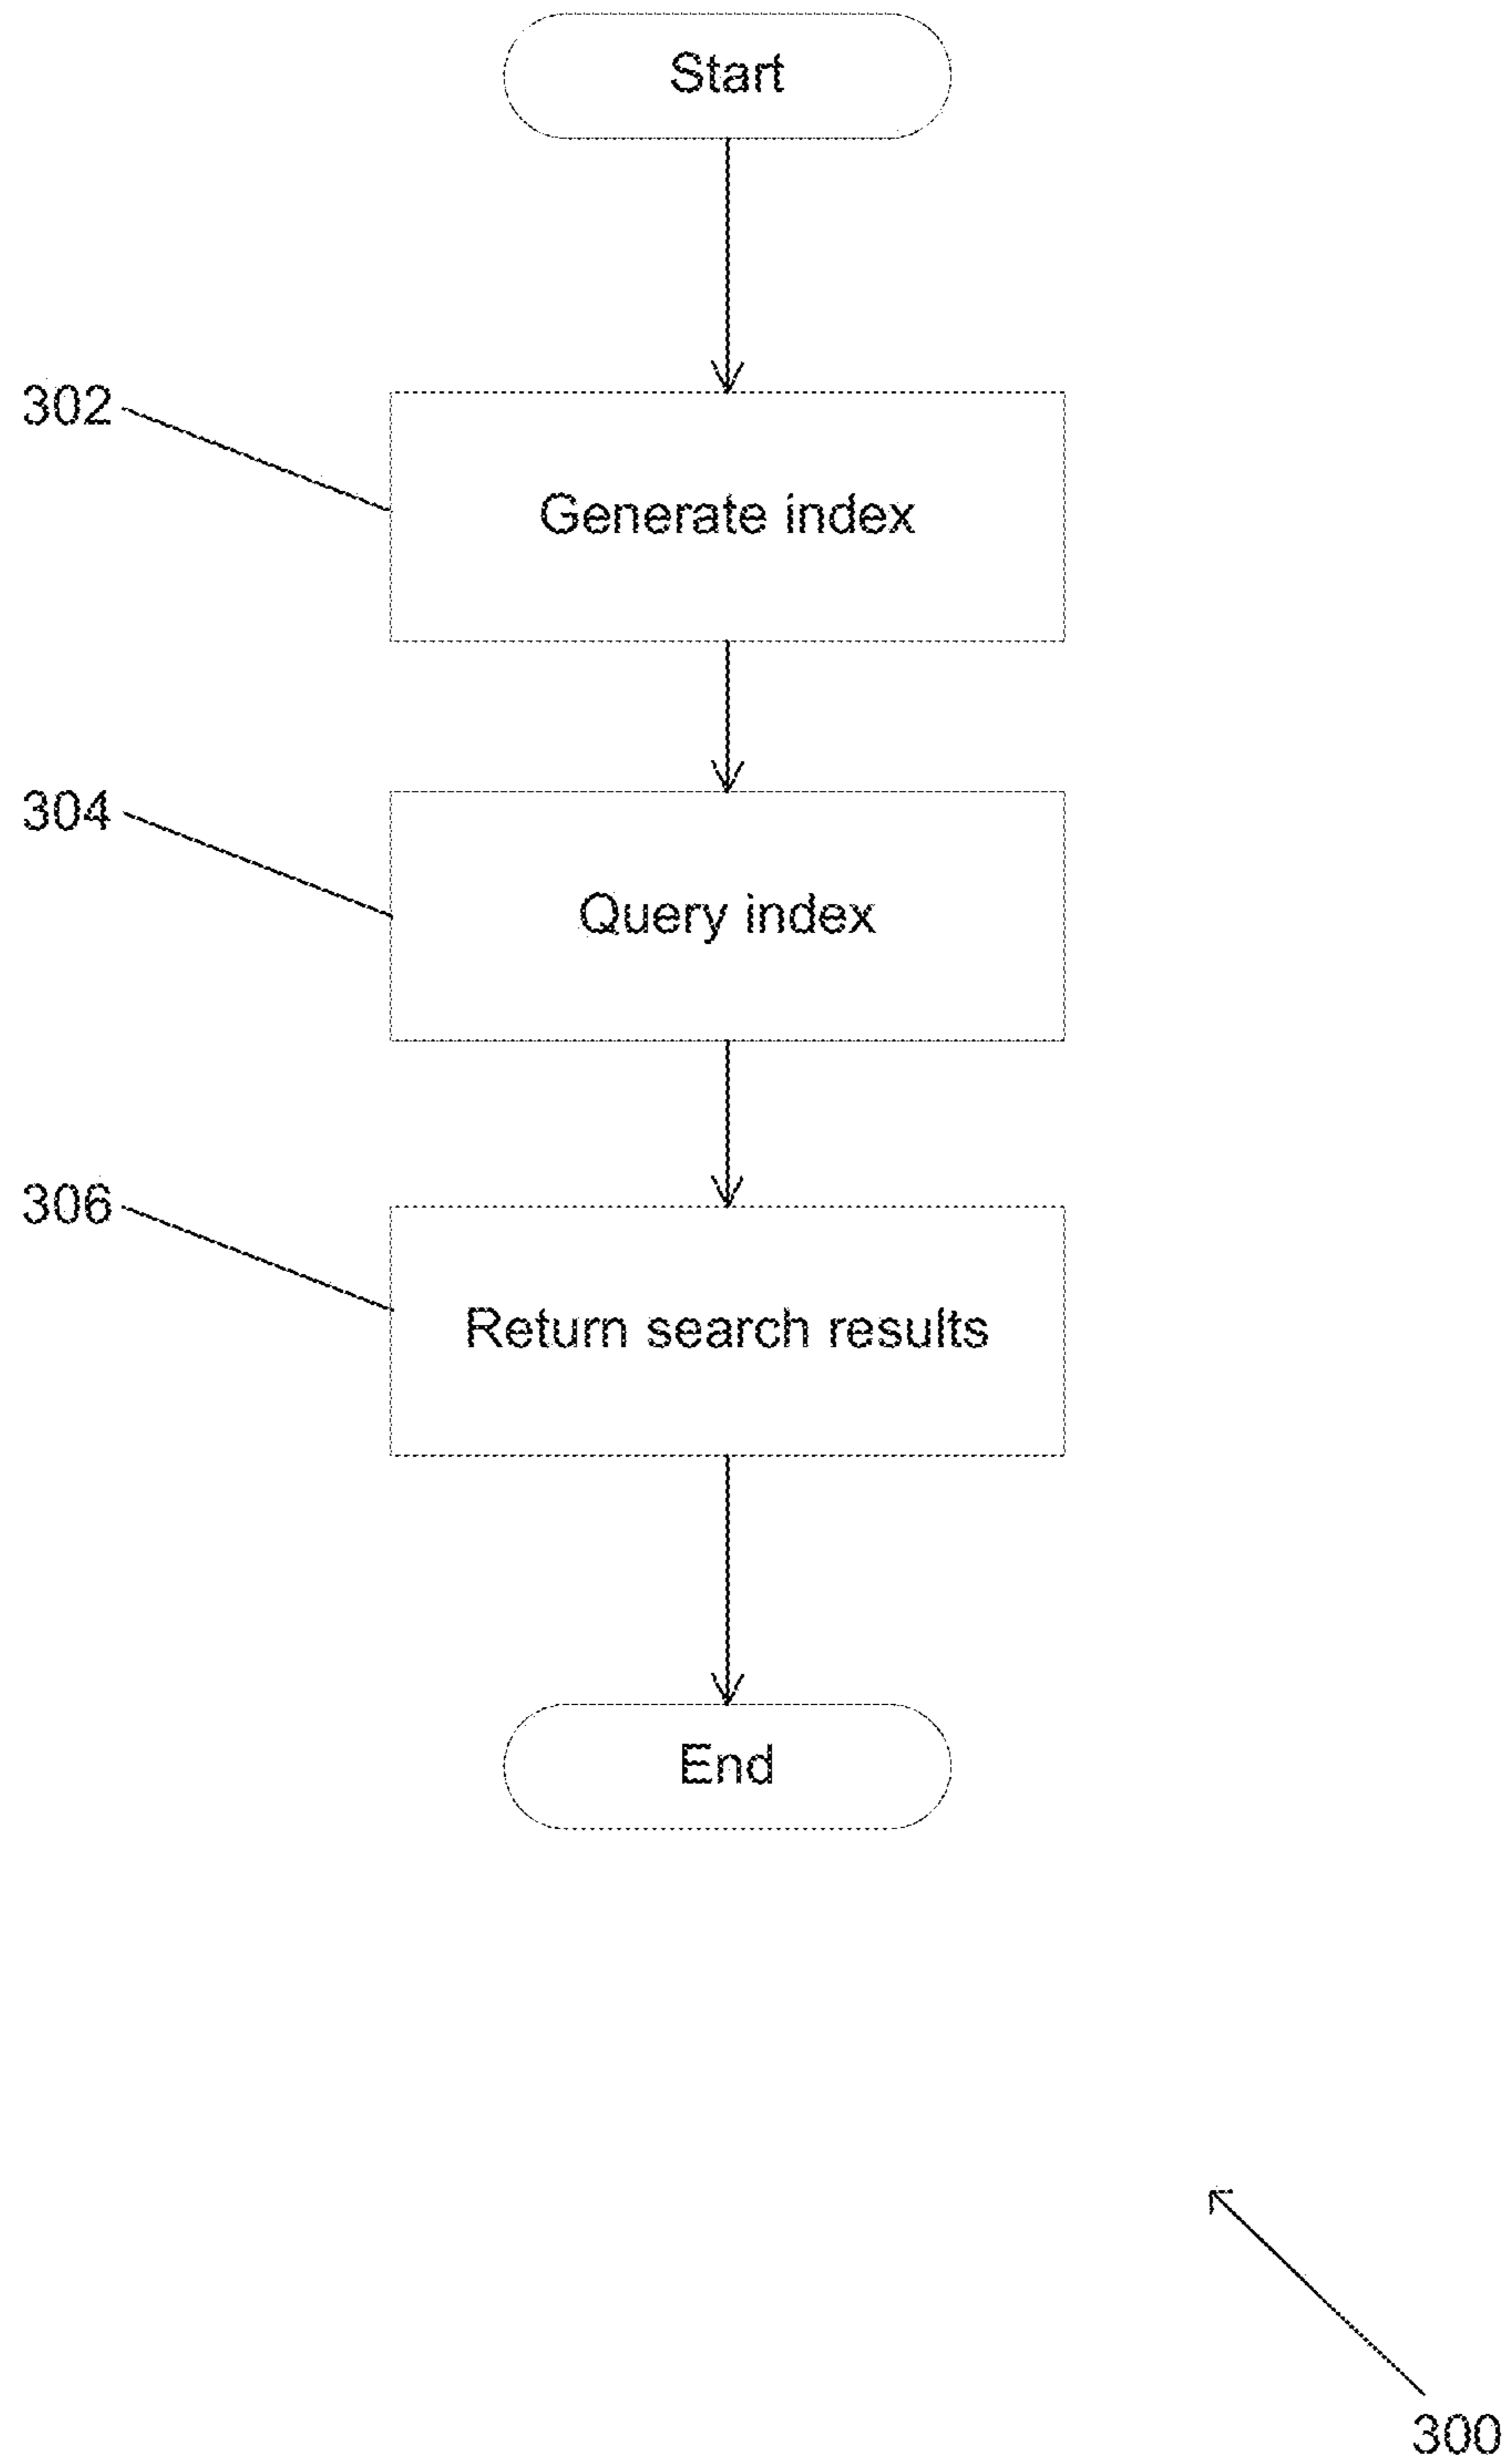 Start
302
Generate index
304
Query index
306
Return search results
End
300